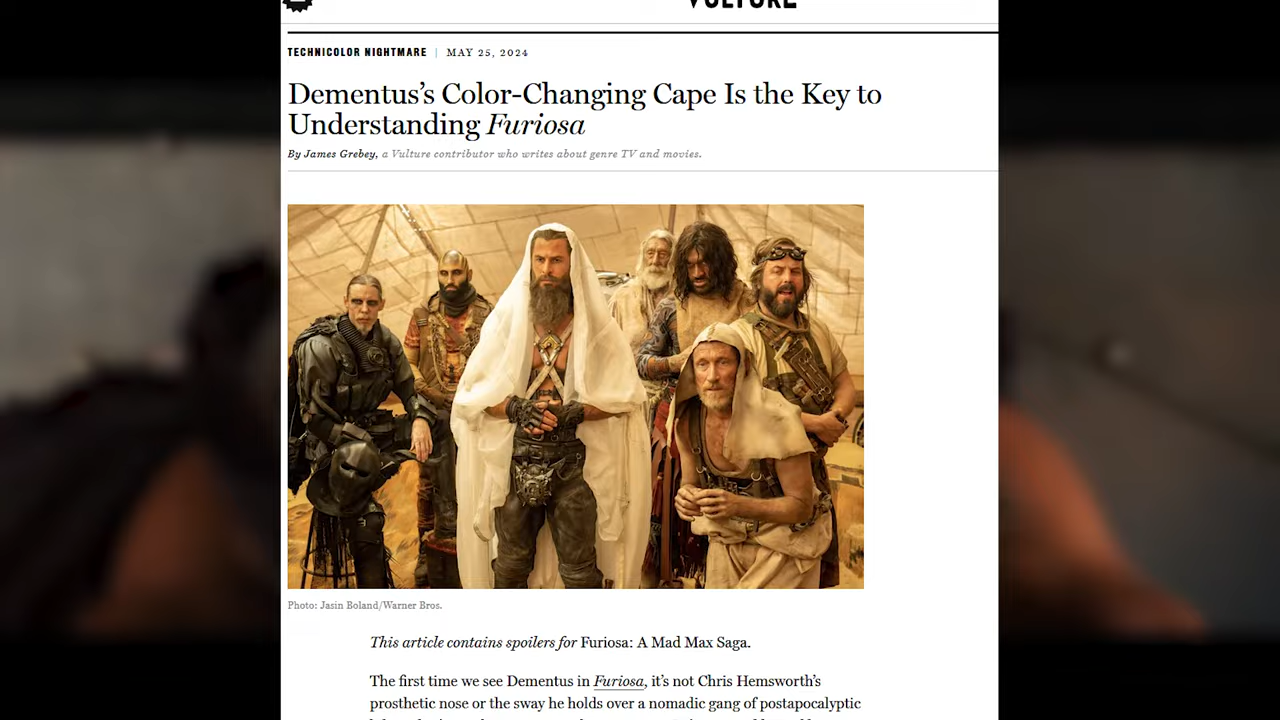 VULTURE
TECHNICOLOR NIGHTMARE | MAY 25, 2024
Dementus’s Color-Changing Cape Is the Key to
Understanding Furiosa
By James Grebey, a Vulture contributor who writes about genre TV and movies.
Photo: Jasin Boland/Warner Bros.
This article contains spoilers for Furiosa: A Mad Max Saga.
The first time we see Dementus in Furiosa, it’s not Chris Hemsworth’s
prosthetic nose or the sway he holds over a nomadic gang of postapocalyptic